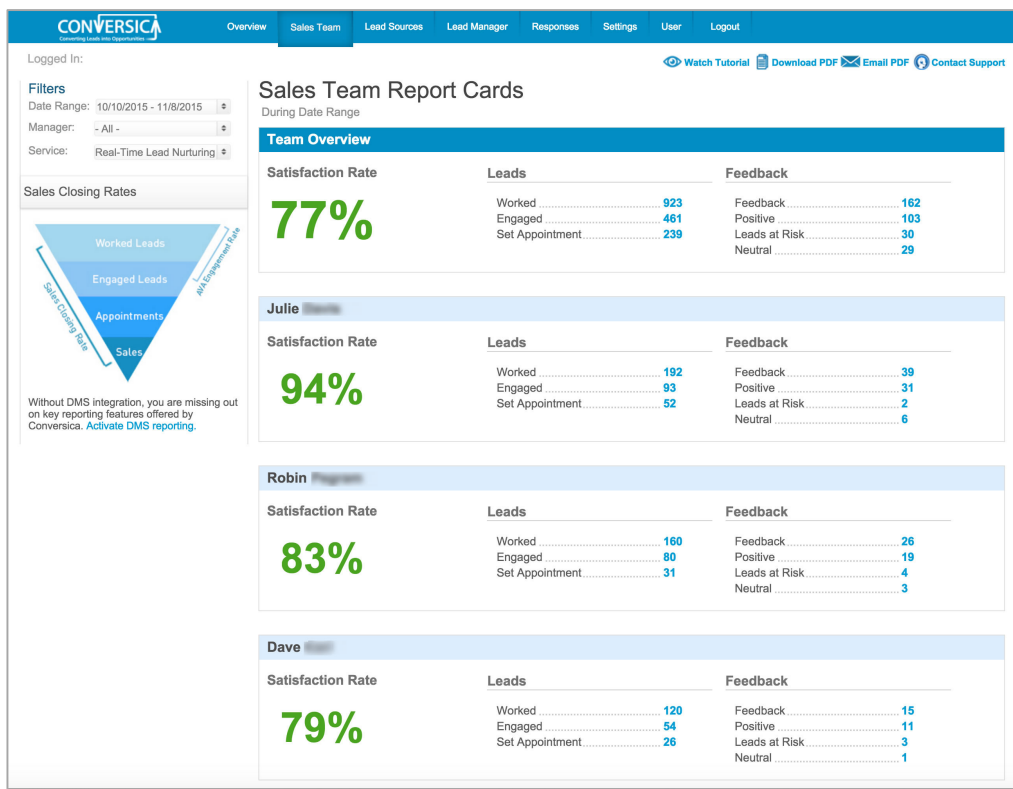 CONVERSICA
Converting Leads into Opportunities
Overview Sales Team Lead Sources Lead Manager Responses Settings User Logout
Logged In:
Watch Tutorial Download PDF Email PDF Contact Support
Filters
Date Range: 10/10/2015 - 11/8/2015
Manager: - All -
Service: Real-Time Lead Nurturing
Sales Closing Rates
Worked Leads
Engaged Leads
Appointments
Sales
Sales Closing Rate
AVA Engagement Rate
Without DMS integration, you are missing out
on key reporting features offered by
Conversica. Activate DMS reporting.
Sales Team Report Cards
During Date Range
Team Overview
Satisfaction Rate
77%
Leads
Worked 923
Engaged 461
Set Appointment 239
Feedback
Feedback 162
Positive 103
Leads at Risk 30
Neutral 29
Julie
Satisfaction Rate
94%
Leads
Worked 192
Engaged 93
Set Appointment 52
Feedback
Feedback 39
Positive 31
Leads at Risk 2
Neutral 6
Robin
Satisfaction Rate
83%
Leads
Worked 160
Engaged 80
Set Appointment 31
Feedback
Feedback 26
Positive 19
Leads at Risk 4
Neutral 3
Dave
Satisfaction Rate
79%
Leads
Worked 120
Engaged 54
Set Appointment 26
Feedback
Feedback 15
Positive 11
Leads at Risk 3
Neutral 1